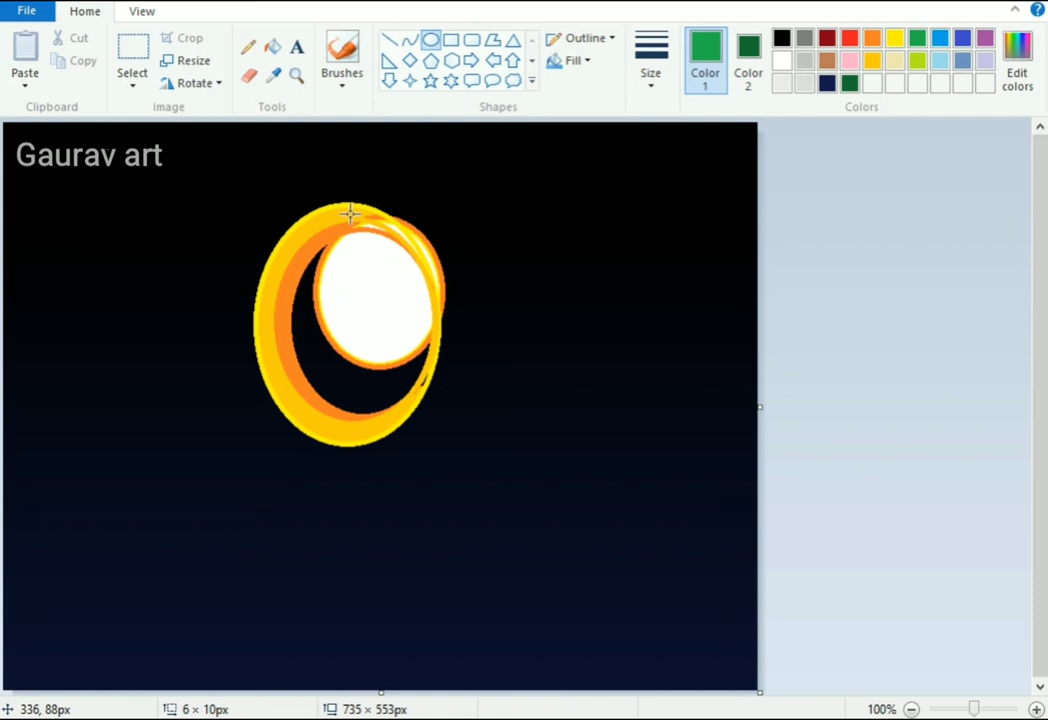 File
Home
View
Paste
Cut
Copy
Clipboard
Select
Crop
Resize
Rotate
Image
A
Tools
Brushes
Shapes
Outline
Fill
Size
Color
1
Color
2
Edit
colors
Colors
Gaurav art
336, 88px
6 × 10px
735 × 553px
100%